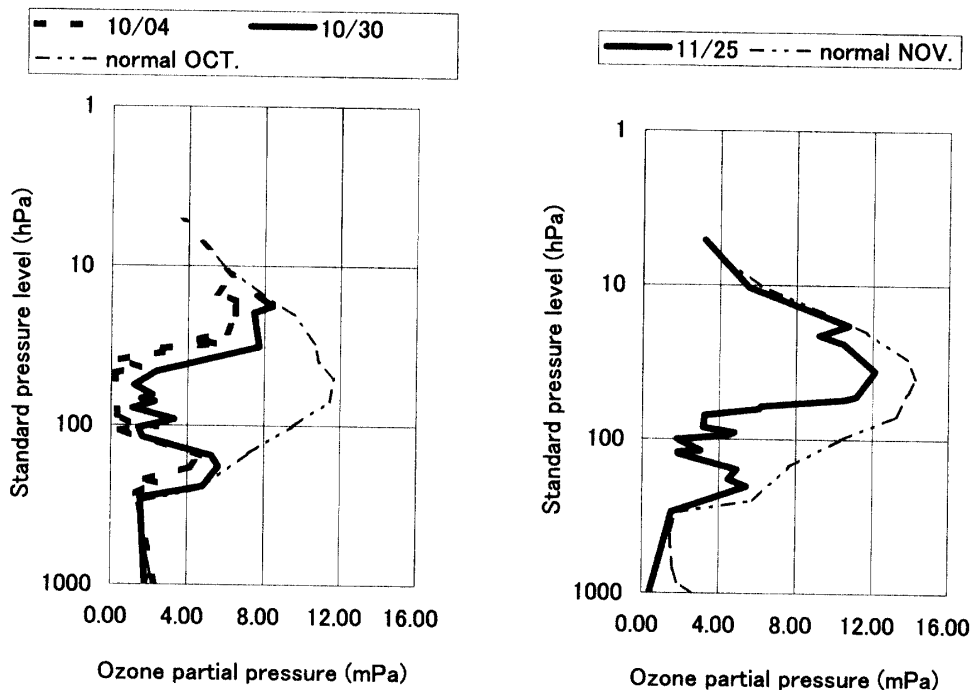 10/04 10/30
normal OCT.
1
10
100
1000
0.00 4.00 8.00 12.00 16.00
Standard pressure level (hPa)
Ozone partial pressure (mPa)
11/25 normal NOV.
1
10
100
1000
0.00 4.00 8.00 12.00 16.00
Standard pressure level (hPa)
Ozone partial pressure (mPa)